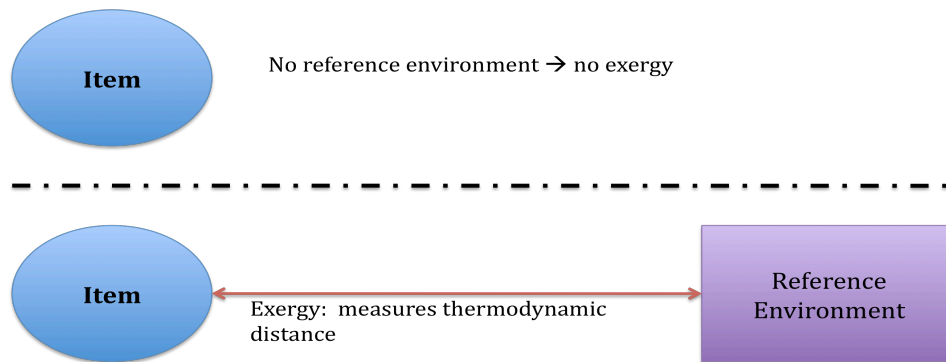 Item
No reference environment → no exergy
Item
Exergy:  measures thermodynamic
distance
Reference
Environment